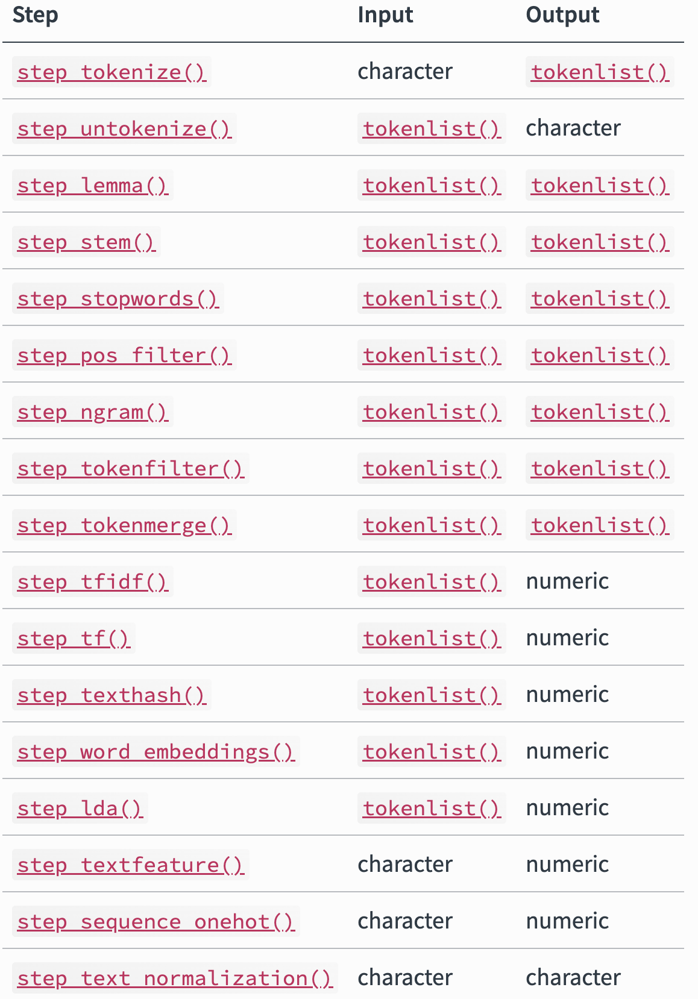 Step Input Output
step_tokenize() character tokenlist()
step_untokenize() tokenlist() character
step_lemma() tokenlist() tokenlist()
step_stem() tokenlist() tokenlist()
step_stopwords() tokenlist() tokenlist()
step_pos_filter() tokenlist() tokenlist()
step_ngram() tokenlist() tokenlist()
step_tokenfilter() tokenlist() tokenlist()
step_tokenmerge() tokenlist() tokenlist()
step_tfidf() tokenlist() numeric
step_tf() tokenlist() numeric
step_texthash() tokenlist() numeric
step_word_embeddings() tokenlist() numeric
step_lda() tokenlist() numeric
step_textfeature() character numeric
step_sequence_onehot() character numeric
step_text_normalization() character character